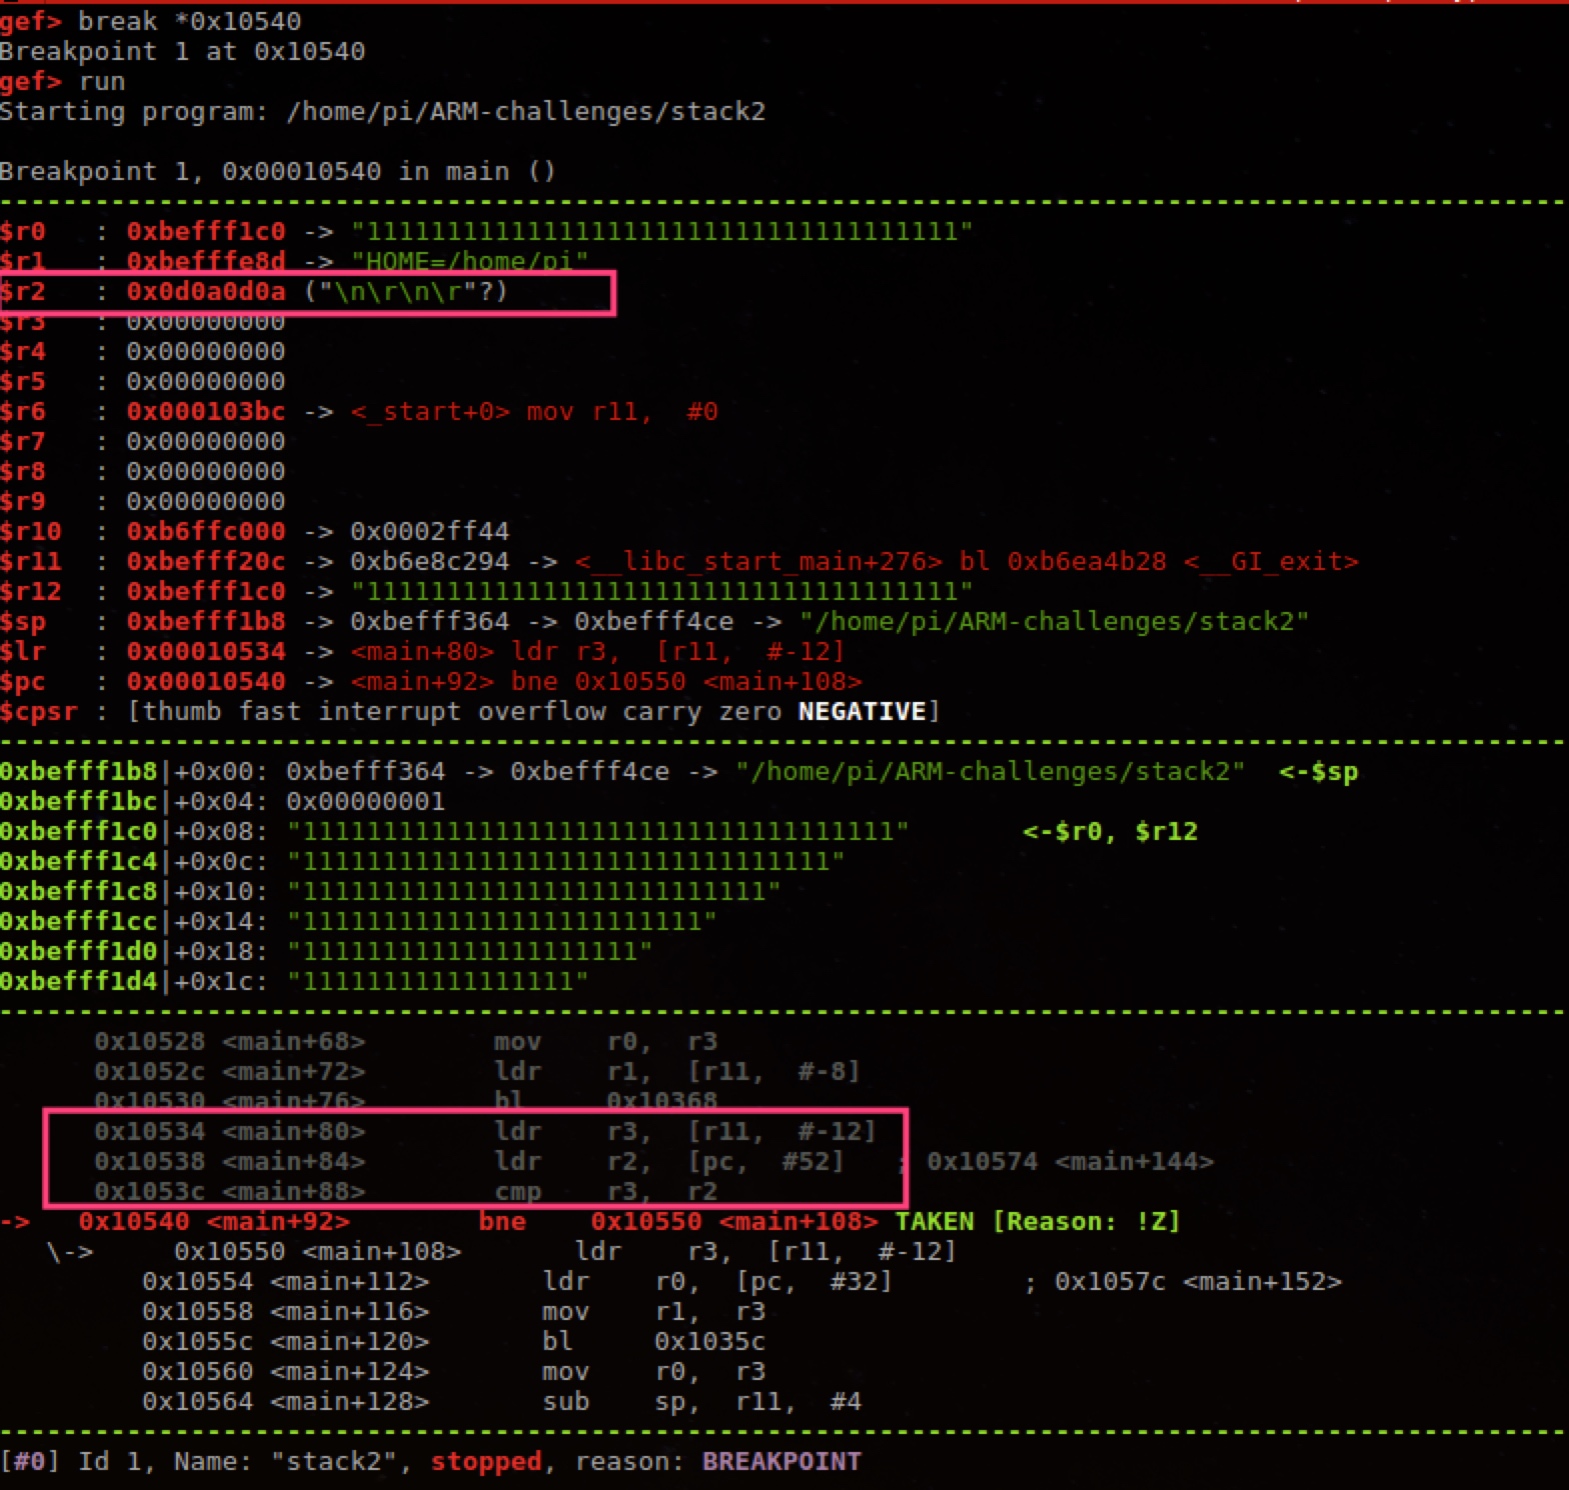 gef> break *0x10540
Breakpoint 1 at 0x10540
gef> run
Starting program: /home/pi/ARM-challenges/stack2
Breakpoint 1, 0x00010540 in main ()
$r0   : 0xbefff1c0 -> "1111111111111111111111111111111111111"
$r1   : 0xbefffe8d -> "HOME=/home/pi"
$r2   : 0x0d0a0d0a ("\n\r\n\r"?)
$r3   : 0x00000000
$r4   : 0x00000000
$r5   : 0x00000000
$r6   : 0x000103bc -> <_start+0> mov r11,  #0
$r7   : 0x00000000
$r8   : 0x00000000
$r9   : 0x00000000
$r10  : 0xb6ffc000 -> 0x0002ff44
$r11  : 0xbefff20c -> 0xb6e8c294 -> <__libc_start_main+276> bl 0xb6ea4b28 <__GI_exit>
$r12  : 0xbefff1c0 -> "1111111111111111111111111111111111111"
$sp   : 0xbefff1b8 -> 0xbefff364 -> 0xbefff4ce -> "/home/pi/ARM-challenges/stack2"
$lr   : 0x00010534 -> <main+80> ldr r3,  [r11,  #-12]
$pc   : 0x00010540 -> <main+92> bne 0x10550 <main+108>
$cpsr : [thumb fast interrupt overflow carry zero NEGATIVE]
0xbefff1b8|+0x00: 0xbefff364 -> 0xbefff4ce -> "/home/pi/ARM-challenges/stack2"  <-$sp
0xbefff1bc|+0x04: 0x00000001
0xbefff1c0|+0x08: "1111111111111111111111111111111111111"       <-$r0, $r12
0xbefff1c4|+0x0c: "111111111111111111111111111111111"
0xbefff1c8|+0x10: "11111111111111111111111111111"
0xbefff1cc|+0x14: "1111111111111111111111111"
0xbefff1d0|+0x18: "111111111111111111111"
0xbefff1d4|+0x1c: "11111111111111111"
0x10528 <main+68>        mov    r0,  r3
0x1052c <main+72>        ldr    r1,  [r11,  #-8]
0x10530 <main+76>        bl     0x10368
0x10534 <main+80>        ldr    r3,  [r11,  #-12]
0x10538 <main+84>        ldr    r2,  [pc,  #52]   ; 0x10574 <main+144>
0x1053c <main+88>        cmp    r3,  r2
->   0x10540 <main+92>        bne    0x10550 <main+108> TAKEN [Reason: !Z]
\->     0x10550 <main+108>       ldr    r3,  [r11,  #-12]
0x10554 <main+112>       ldr    r0,  [pc,  #32]        ; 0x1057c <main+152>
0x10558 <main+116>       mov    r1,  r3
0x1055c <main+120>       bl     0x1035c
0x10560 <main+124>       mov    r0,  r3
0x10564 <main+128>       sub    sp,  r11,  #4
[#0] Id 1, Name: "stack2", stopped, reason: BREAKPOINT